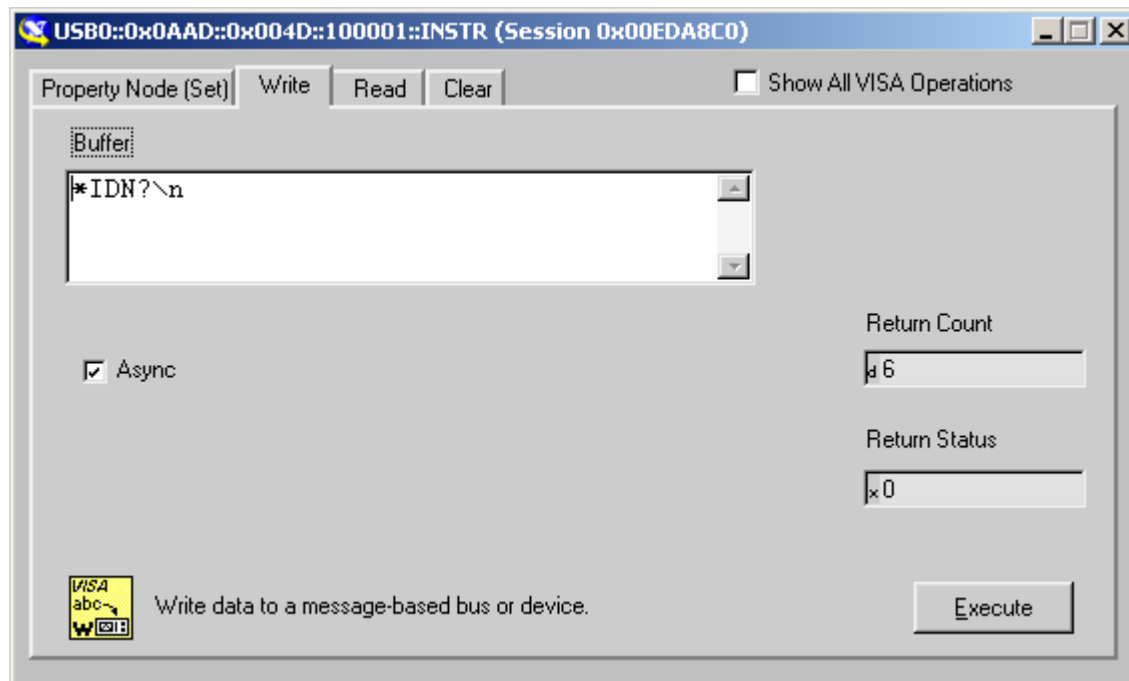 USB0::0x0AAD::0x004D::100001::INSTR (Session 0x00EDA8C0)
Property Node (Set) Write Read Clear Show All VISA Operations
Buffer
*IDN?\n
Return Count
d 6
Async
Return Status
x 0
VISA
abc
W
Write data to a message-based bus or device.
Execute